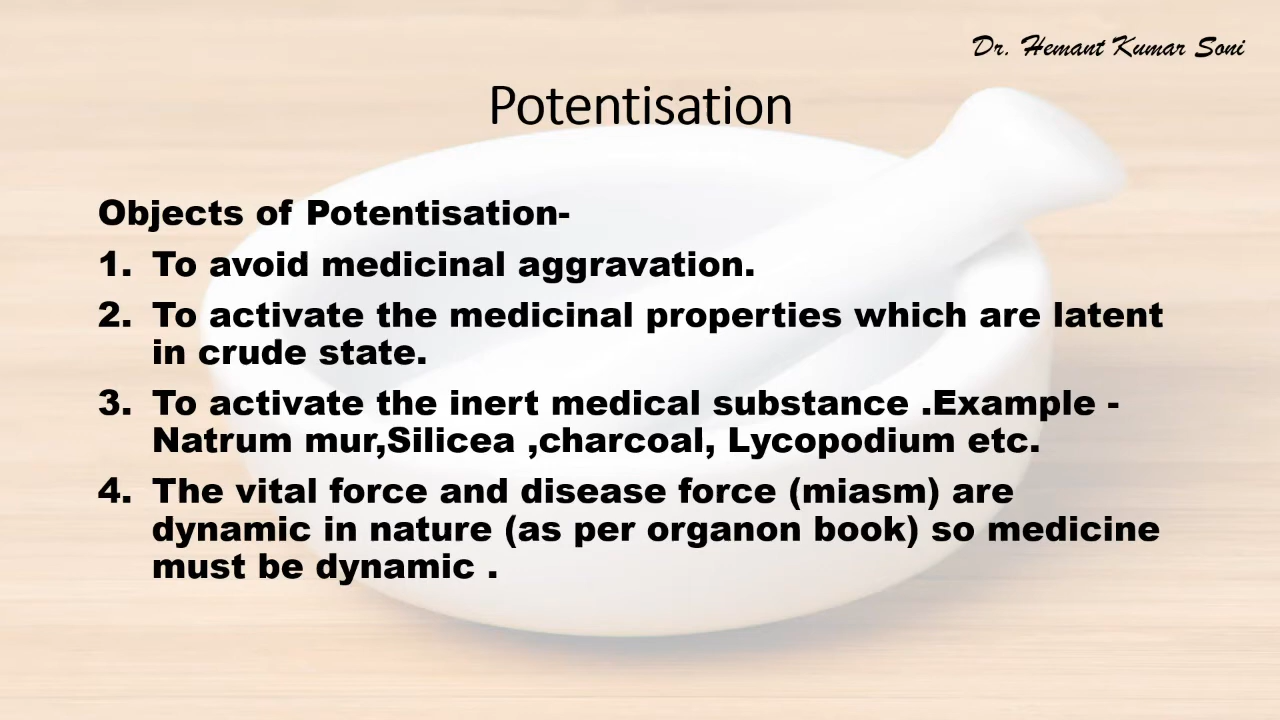 Dr. Hemant Kumar Soni
Potentisation
Objects of Potentisation-
1. To avoid medicinal aggravation.
2. To activate the medicinal properties which are latent
in crude state.
3. To activate the inert medical substance .Example -
Natrum mur,Silicea ,charcoal, Lycopodium etc.
4. The vital force and disease force (miasm) are
dynamic in nature (as per organon book) so medicine
must be dynamic .